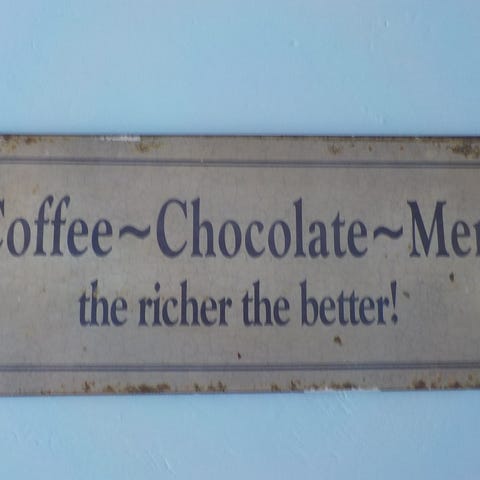 Coffee~Chocolate~Men
the richer the better!